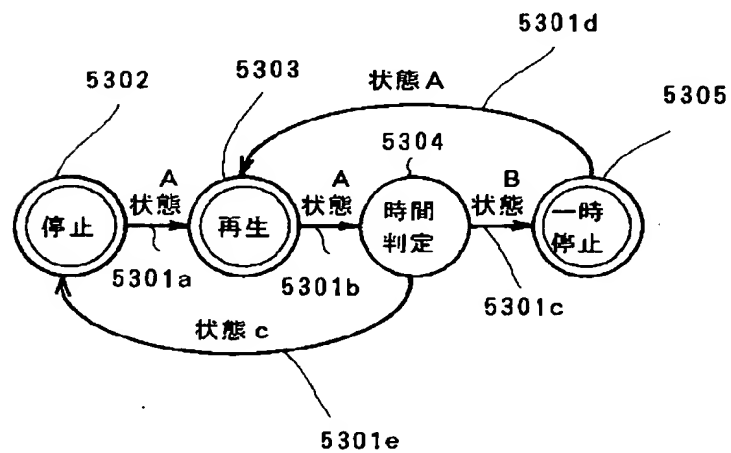 5301d
5302
5303
状態A
5305
5304
A
状態
A
状態
B
状態
停止
再生
時間
判定
一時
停止
5301a
5301b
5301c
状態c
5301e